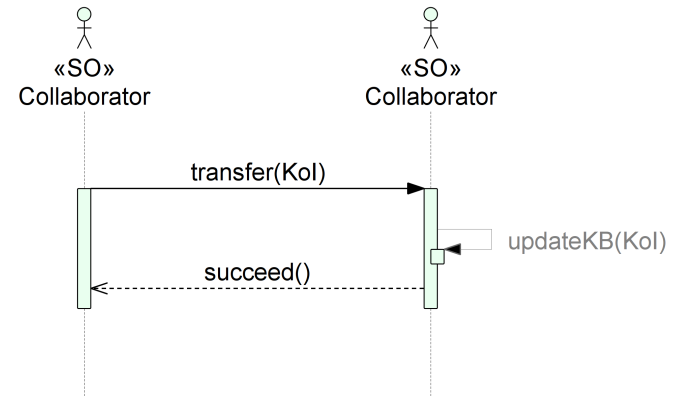 «SO»
Collaborator
«SO»
Collaborator
transfer(KoI)
updateKB(KoI)
succeed()